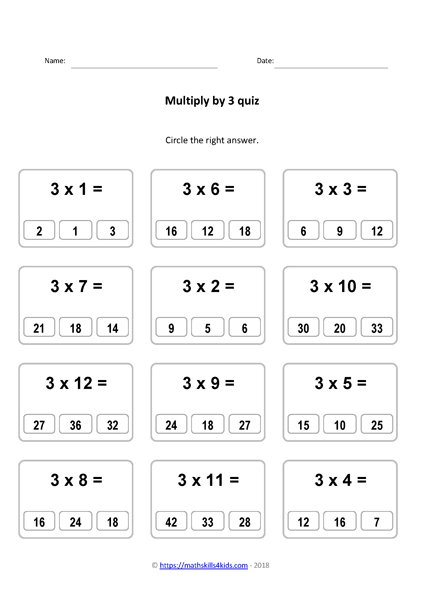 Name: Date:
Multiply by 3 quiz
Circle the right answer.
3 x 1 = 3 x 6 = 3 x 3 =
2 1 3 16 12 18 6 9 12
3 x 7 = 3 x 2 = 3 x 10 =
21 18 14 9 5 6 30 20 33
3 x 12 = 3 x 9 = 3 x 5 =
27 36 32 24 18 27 15 10 25
3 x 8 = 3 x 11 = 3 x 4 =
16 24 18 42 33 28 12 16 7
© https://mathskills4kids.com - 2018